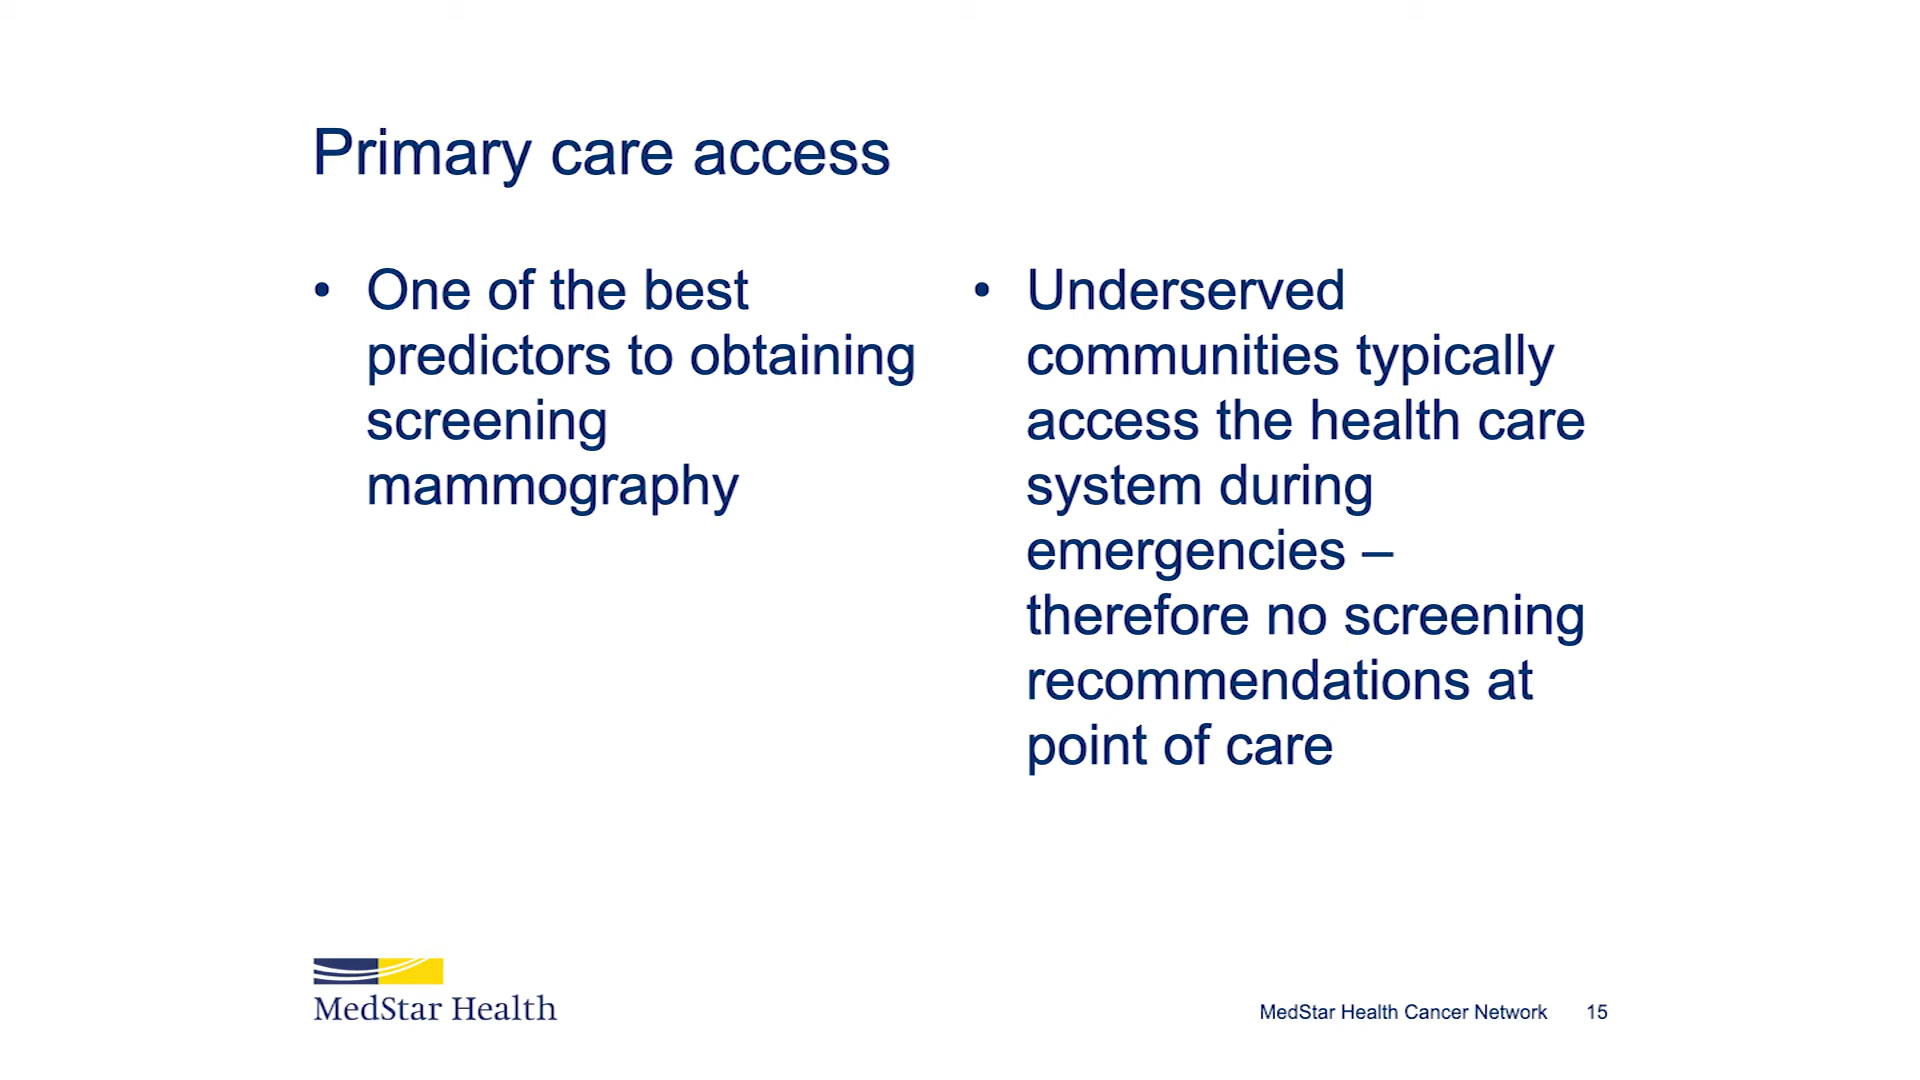 Primary care access
• One of the best
predictors to obtaining
screening
mammography
• Underserved
communities typically
access the health care
system during
emergencies –
therefore no screening
recommendations at
point of care
MedStar Health
MedStar Health Cancer Network 15